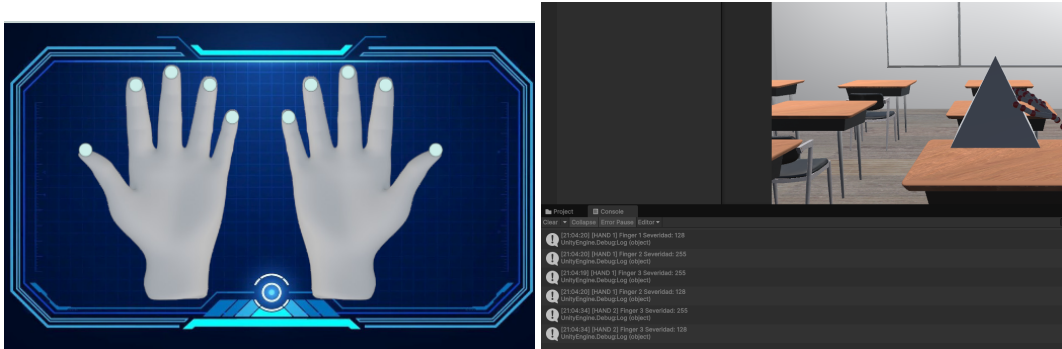 Project
Console
Clear
Collapse
Error Pause
Editor
[21:04:20] [HAND 1] Finger 1 Severidad: 128
UnityEngine.Debug:Log (object)
[21:04:20] [HAND 1] Finger 2 Severidad: 255
UnityEngine.Debug:Log (object)
[21:04:19] [HAND 1] Finger 3 Severidad: 255
UnityEngine.Debug:Log (object)
[21:04:20] [HAND 1] Finger 2 Severidad: 128
UnityEngine.Debug:Log (object)
[21:04:34] [HAND 2] Finger 3 Severidad: 255
UnityEngine.Debug:Log (object)
[21:04:34] [HAND 2] Finger 3 Severidad: 128
UnityEngine.Debug:Log (object)